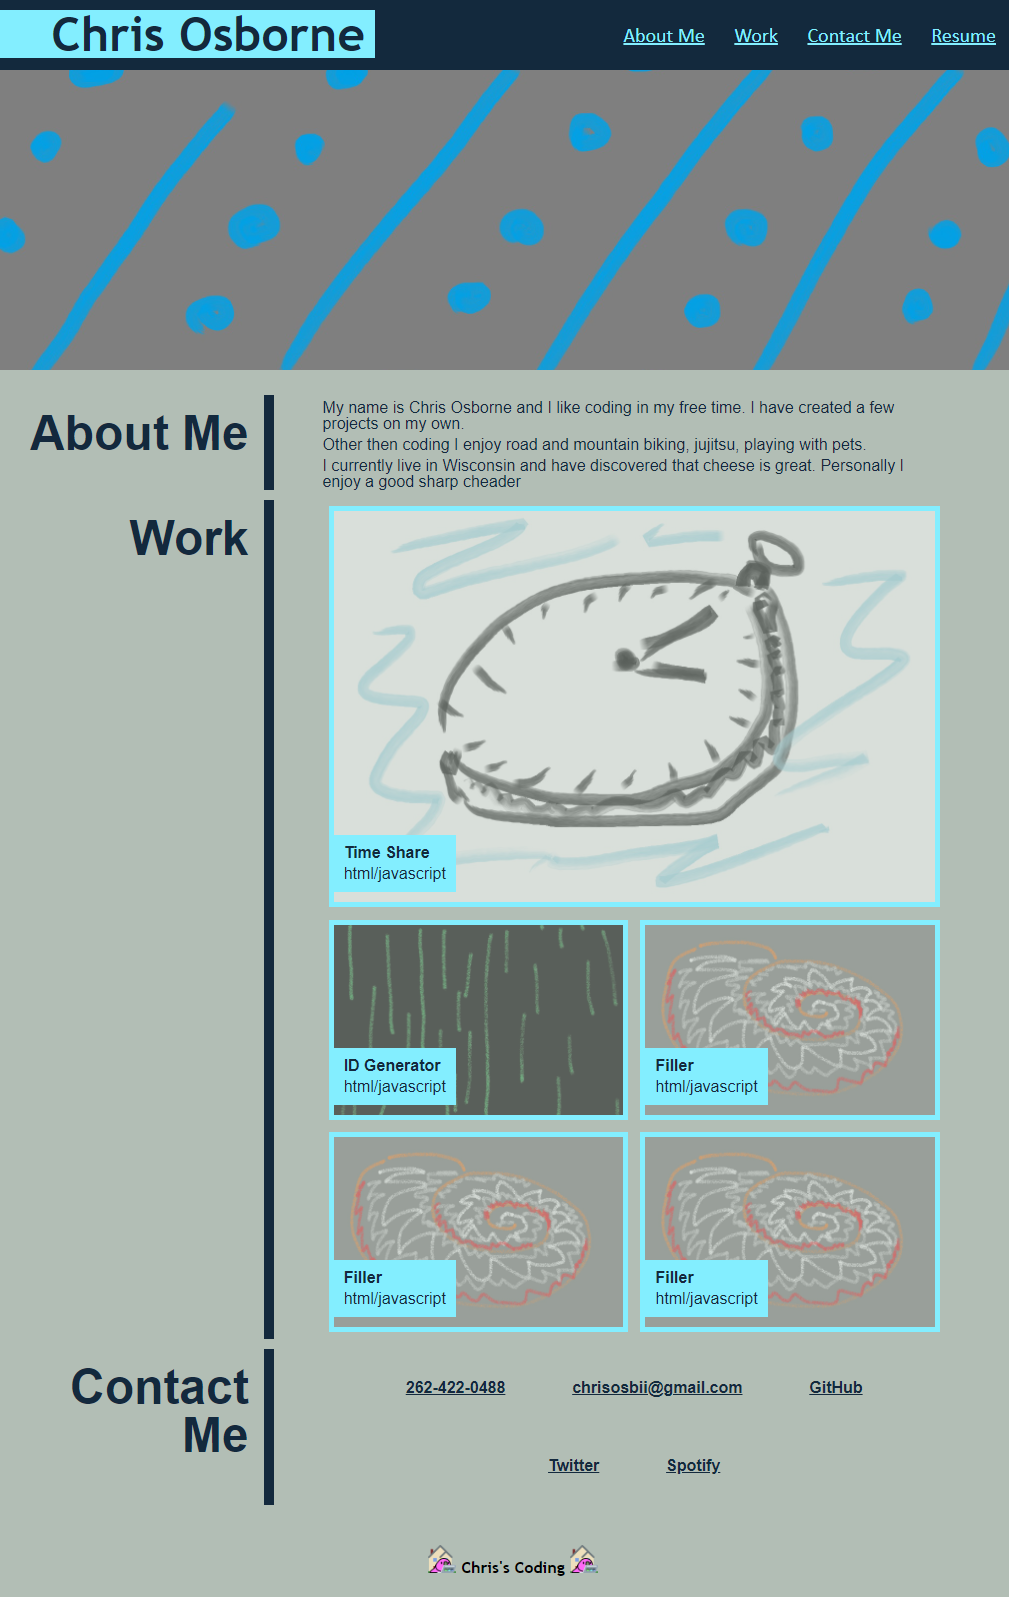 Chris Osborne
About Me Work Contact Me Resume
About Me
My name is Chris Osborne and I like coding in my free time. I have created a few
projects on my own.
Other then coding I enjoy road and mountain biking, jujitsu, playing with pets.
I currently live in Wisconsin and have discovered that cheese is great. Personally I
enjoy a good sharp cheader
Work
Time Share
html/javascript
ID Generator
html/javascript
Filler
html/javascript
Filler
html/javascript
Filler
html/javascript
Contact
Me
262-422-0488 chrisosbii@gmail.com GitHub
Twitter Spotify
Chris's Coding